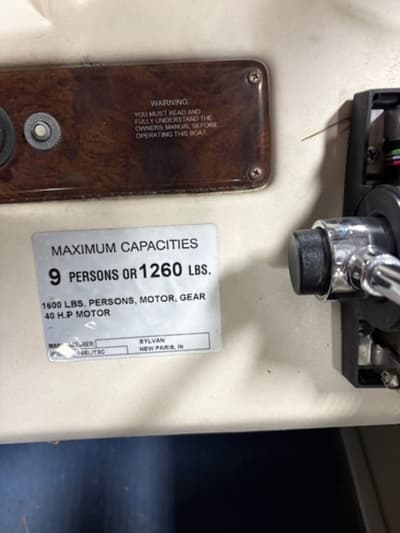 WARNING:
YOU MUST READ AND
FULLY UNDERSTAND THE
OWNERS MANUAL BEFORE
OPERATING THIS BOAT
MAXIMUM CAPACITIES
9 PERSONS OR 1260 LBS.
1600 LBS. PERSONS, MOTOR, GEAR
40 H.P MOTOR
SYLVAN
NEW PARIS, IN